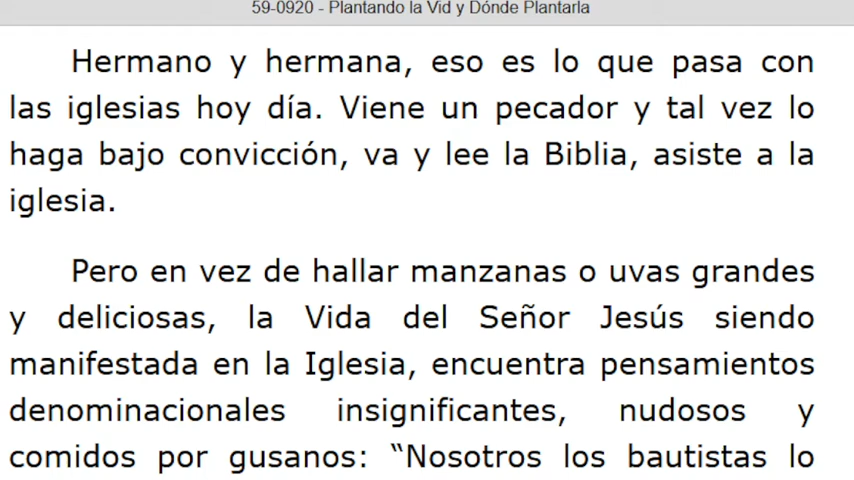 59-0920 - Plantando la Vid y Dónde Plantarla
Hermano y hermana, eso es lo que pasa con
las iglesias hoy día. Viene un pecador y tal vez lo
haga bajo convicción, va y lee la Biblia, asiste a la
iglesia.
Pero en vez de hallar manzanas o uvas grandes
y deliciosas, la Vida del Señor Jesús siendo
manifestada en la Iglesia, encuentra pensamientos
denominacionales insignificantes, nudosos y
comidos por gusanos: “Nosotros los bautistas lo